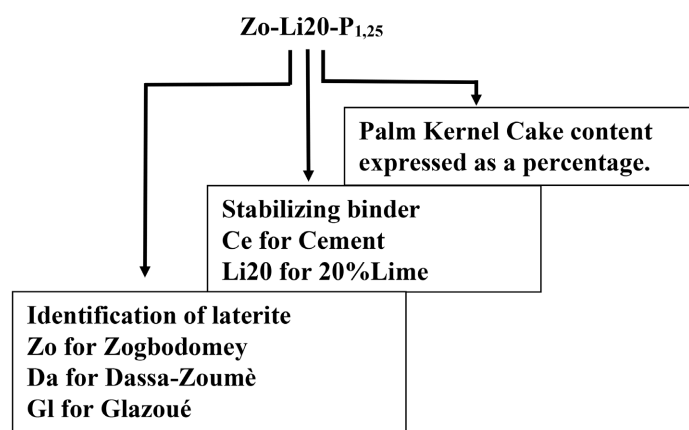 Zo-Li20-P1,25
Palm Kernel Cake content
expressed as a percentage.
Stabilizing binder
Ce for Cement
Li20 for 20%Lime
Identification of laterite
Zo for Zogbodomey
Da for Dassa-Zoumè
Gl for Glazoué